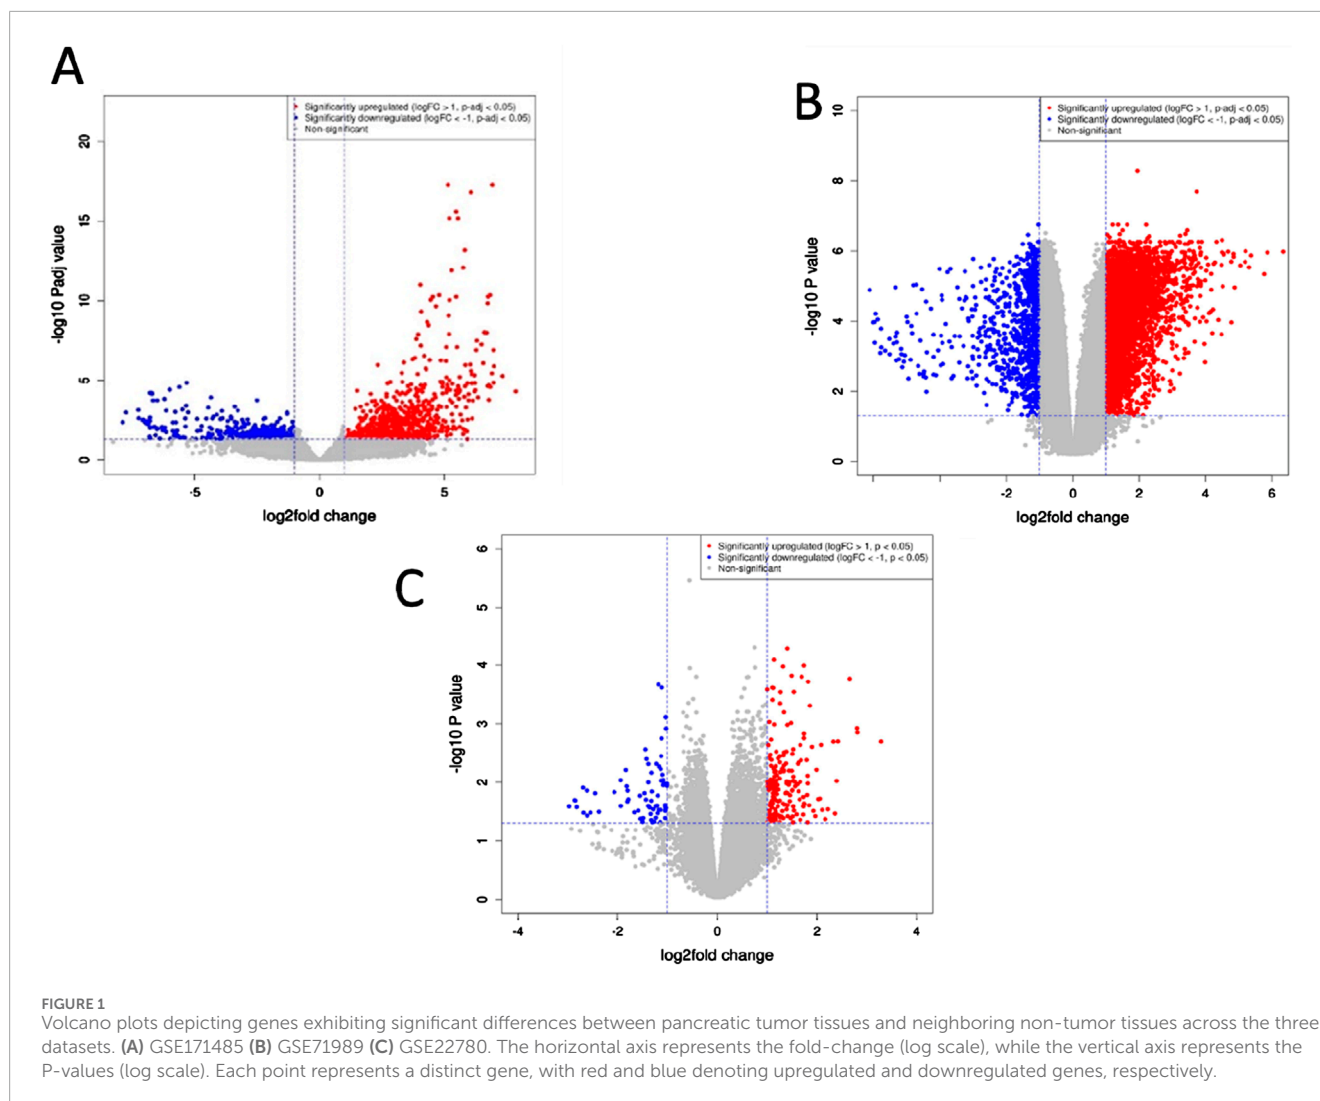 A
Significantly upregulated (logFC > 1, p-adj < 0.05)
Significantly downregulated (logFC < -1, p-adj < 0.05)
Non-significant
20
15
10
5
0
-log10 Padj value
-5
0
5
log2fold change
B
Significantly upregulated (logFC > 1, p-adj < 0.05)
Significantly downregulated (logFC < -1, p-adj < 0.05)
Non-significant
10
8
6
4
2
0
-log10 P value
-2
0
2
4
6
log2fold change
C
Significantly upregulated (logFC > 1, p < 0.05)
Significantly downregulated (logFC < -1, p < 0.05)
Non-significant
6
5
4
3
2
1
0
-log10 P value
-4
-2
0
2
4
log2fold change
FIGURE 1
Volcano plots depicting genes exhibiting significant differences between pancreatic tumor tissues and neighboring non-tumor tissues across the three
datasets. (A) GSE171485 (B) GSE71989 (C) GSE22780. The horizontal axis represents the fold-change (log scale), while the vertical axis represents the
P-values (log scale). Each point represents a distinct gene, with red and blue denoting upregulated and downregulated genes, respectively.